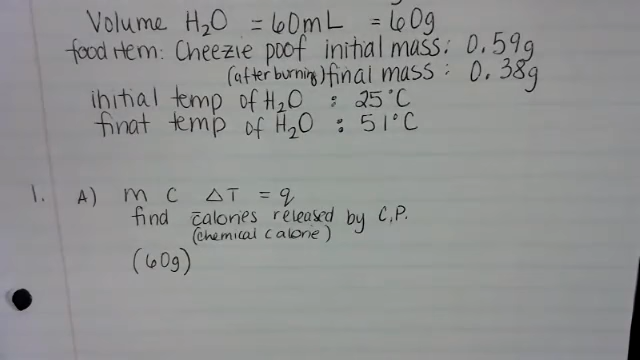 Volume H₂O = 60mL = 60g
food item: Cheezie poof initial mass: 0.59g
(after burning) final mass : 0.38g
initial temp of H₂O : 25°C
final temp of H₂O : 51°C
1. A) m C ΔT = q
find calories released by C.P.
(chemical calorie)
(60g)